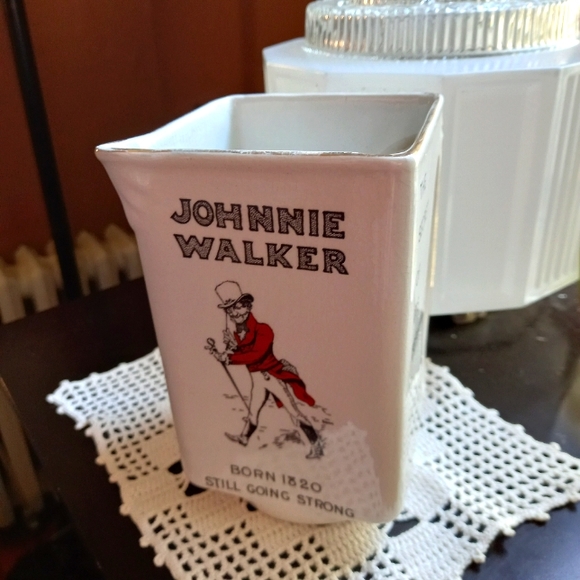 JOHNNIE
WALKER
BORN 1820
STILL GOING STRONG